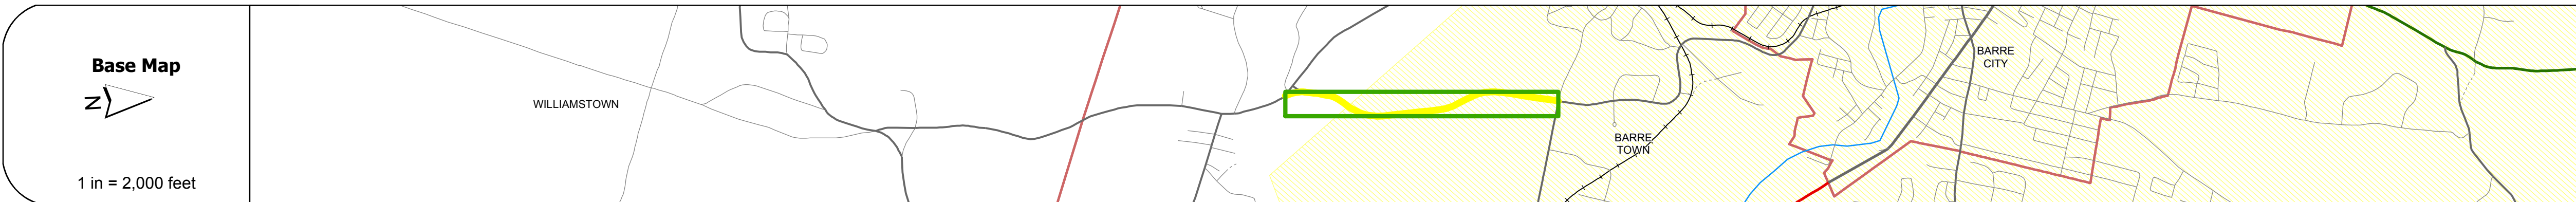 Base Map
N
1 in = 2,000 feet
WILLIAMSTOWN
BARRE
TOWN
BARRE
CITY